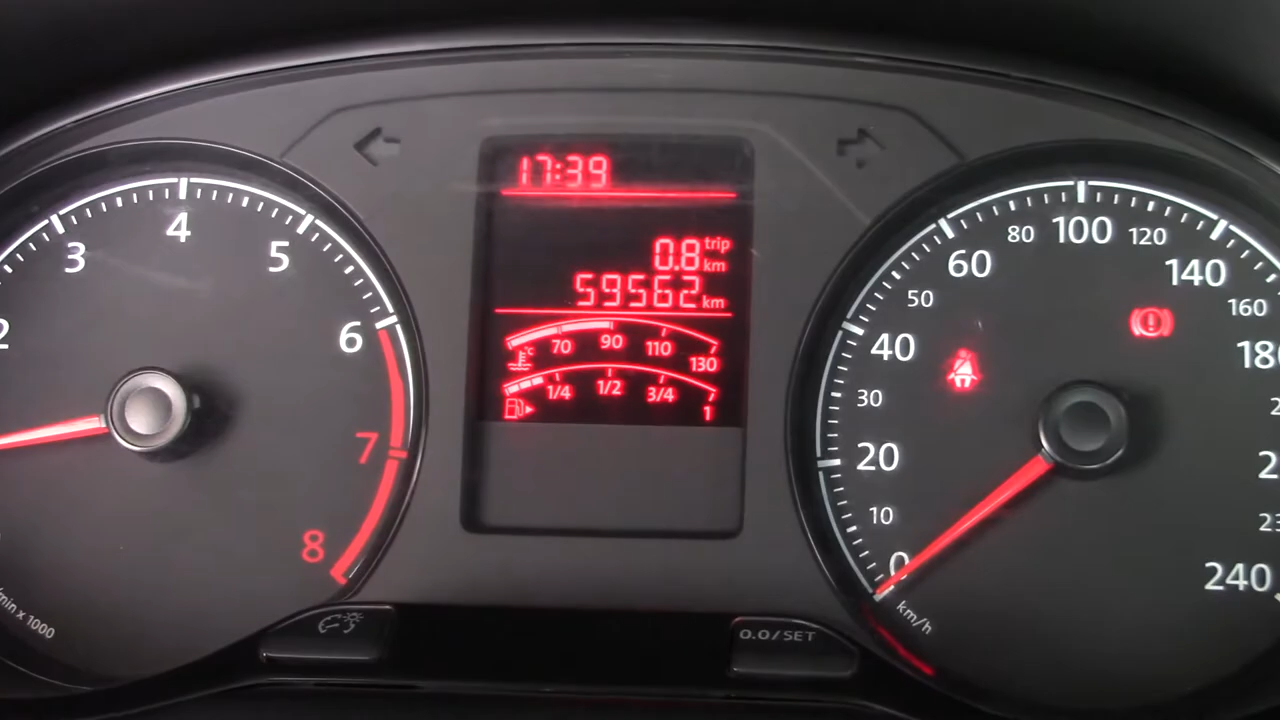 17:39
trip
0.8 km
59562 km
°C 70 90 110 130
1/4 1/2 3/4 1
2 3 4 5 6 7 8
/min x 1000
0 10 20 30 40 50 60 80 100 120 140 160 180
240
km/h
0.0/SET